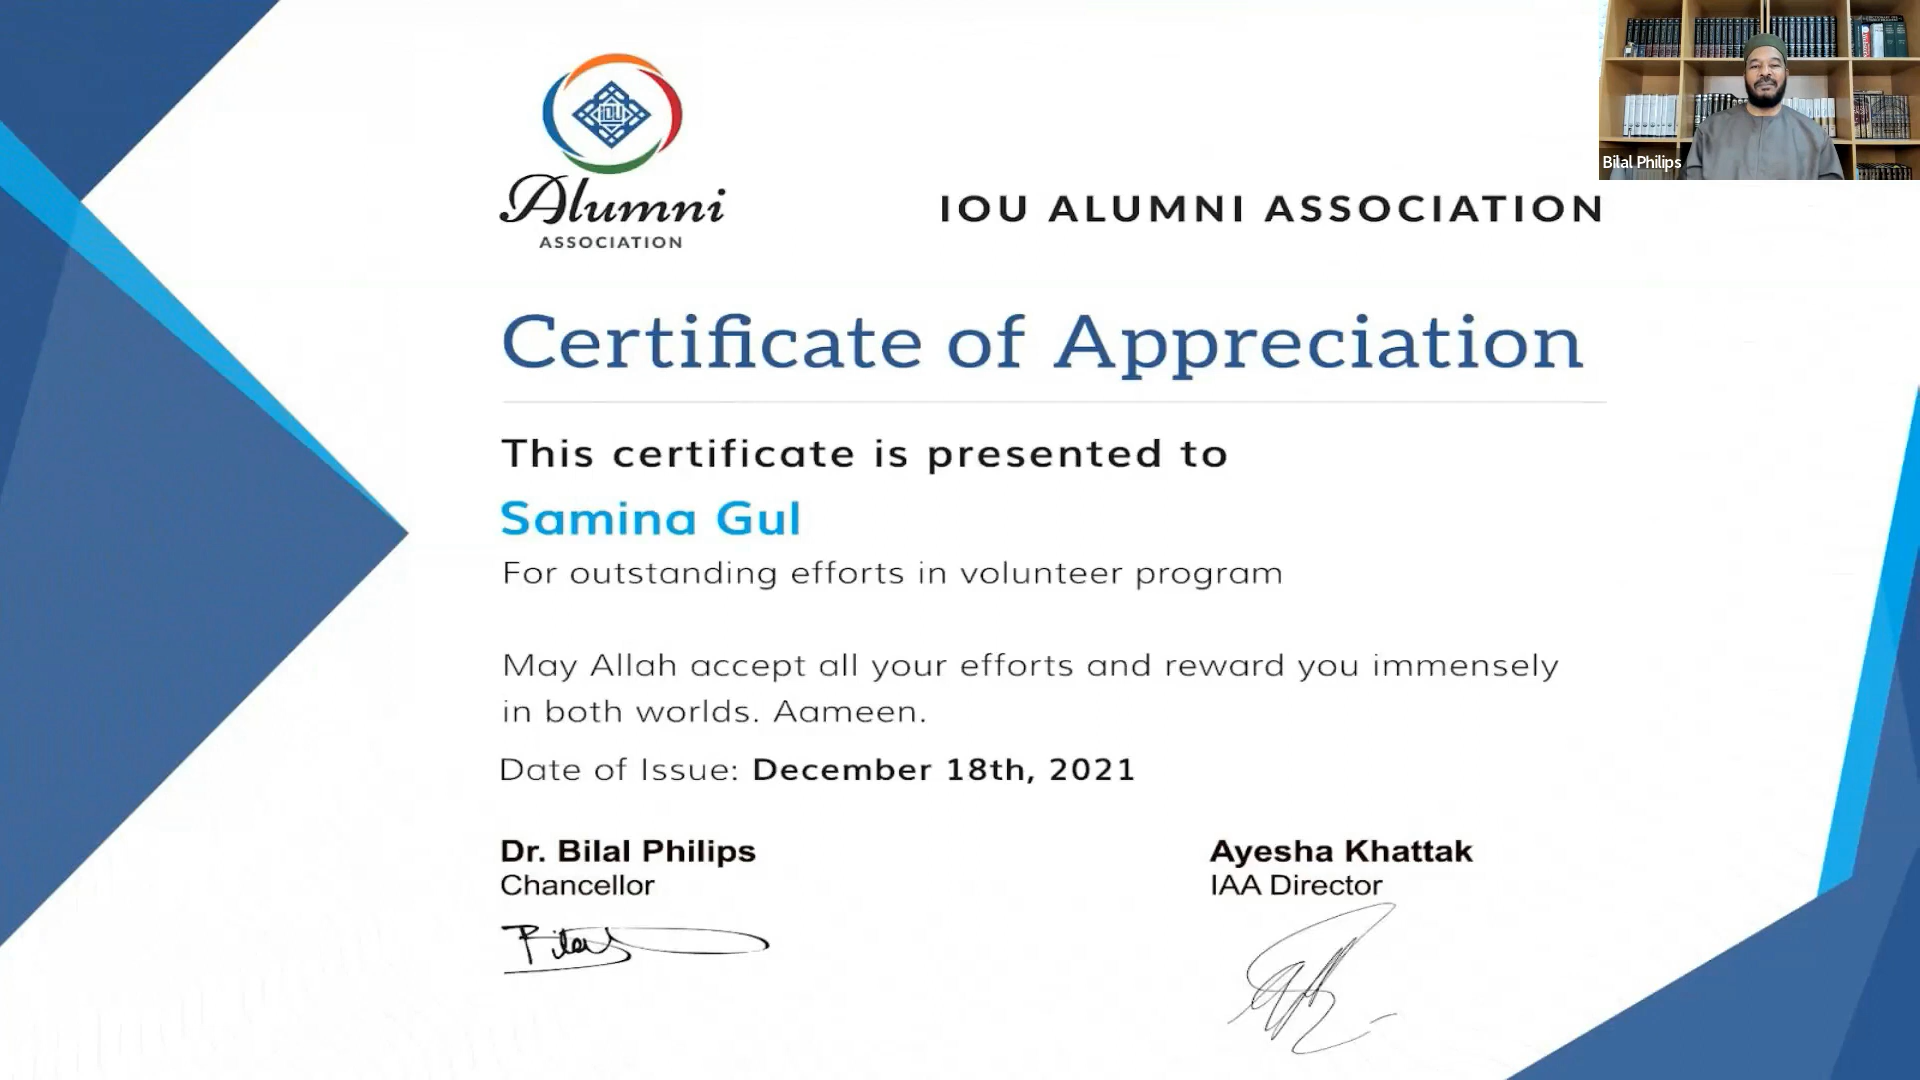 IOU
Alumni
ASSOCIATION
IOU ALUMNI ASSOCIATION
Bilal Philips
Certificate of Appreciation
This certificate is presented to
Samina Gul
For outstanding efforts in volunteer program
May Allah accept all your efforts and reward you immensely
in both worlds. Aameen.
Date of Issue: December 18th, 2021
Dr. Bilal Philips
Chancellor
Bilal
Ayesha Khattak
IAA Director